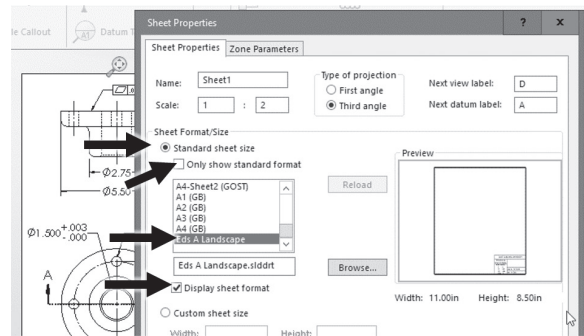 le Callout
A1
Datum T
Sheet Properties
?
x
Sheet Properties
Zone Parameters
Name:
Sheet1
Scale:
1 : 2
Type of projection
First angle
Third angle
Next view label:
D
Next datum label:
A
Sheet Format/Size
Standard sheet size
Only show standard format
A4-Sheet2 (GOST)
A1 (GB)
A2 (GB)
A3 (GB)
A4 (GB)
Eds A Landscape
Reload
Eds A Landscape.slddrt
Browse...
Display sheet format
Custom sheet size
Width:
Height:
Preview
Width: 11.00in
Height: 8.50in
Ø2.75
Ø5.50
Ø1.500 +.003
-.000
A